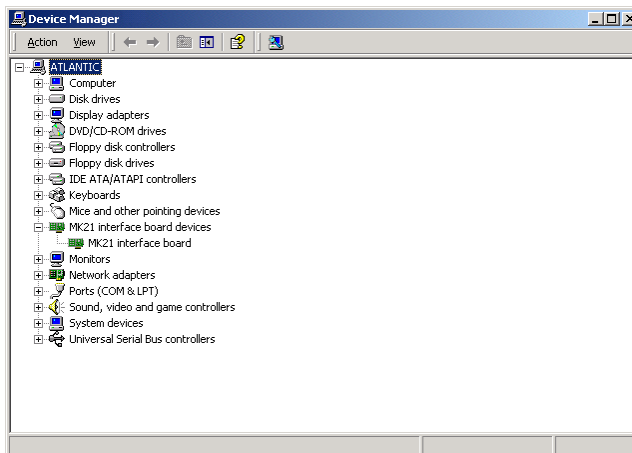 Device Manager
Action View
ATLANTIC
Computer
Disk drives
Display adapters
DVD/CD-ROM drives
Floppy disk controllers
Floppy disk drives
IDE ATA/ATAPI controllers
Keyboards
Mice and other pointing devices
MK21 interface board devices
MK21 interface board
Monitors
Network adapters
Ports (COM & LPT)
Sound, video and game controllers
System devices
Universal Serial Bus controllers